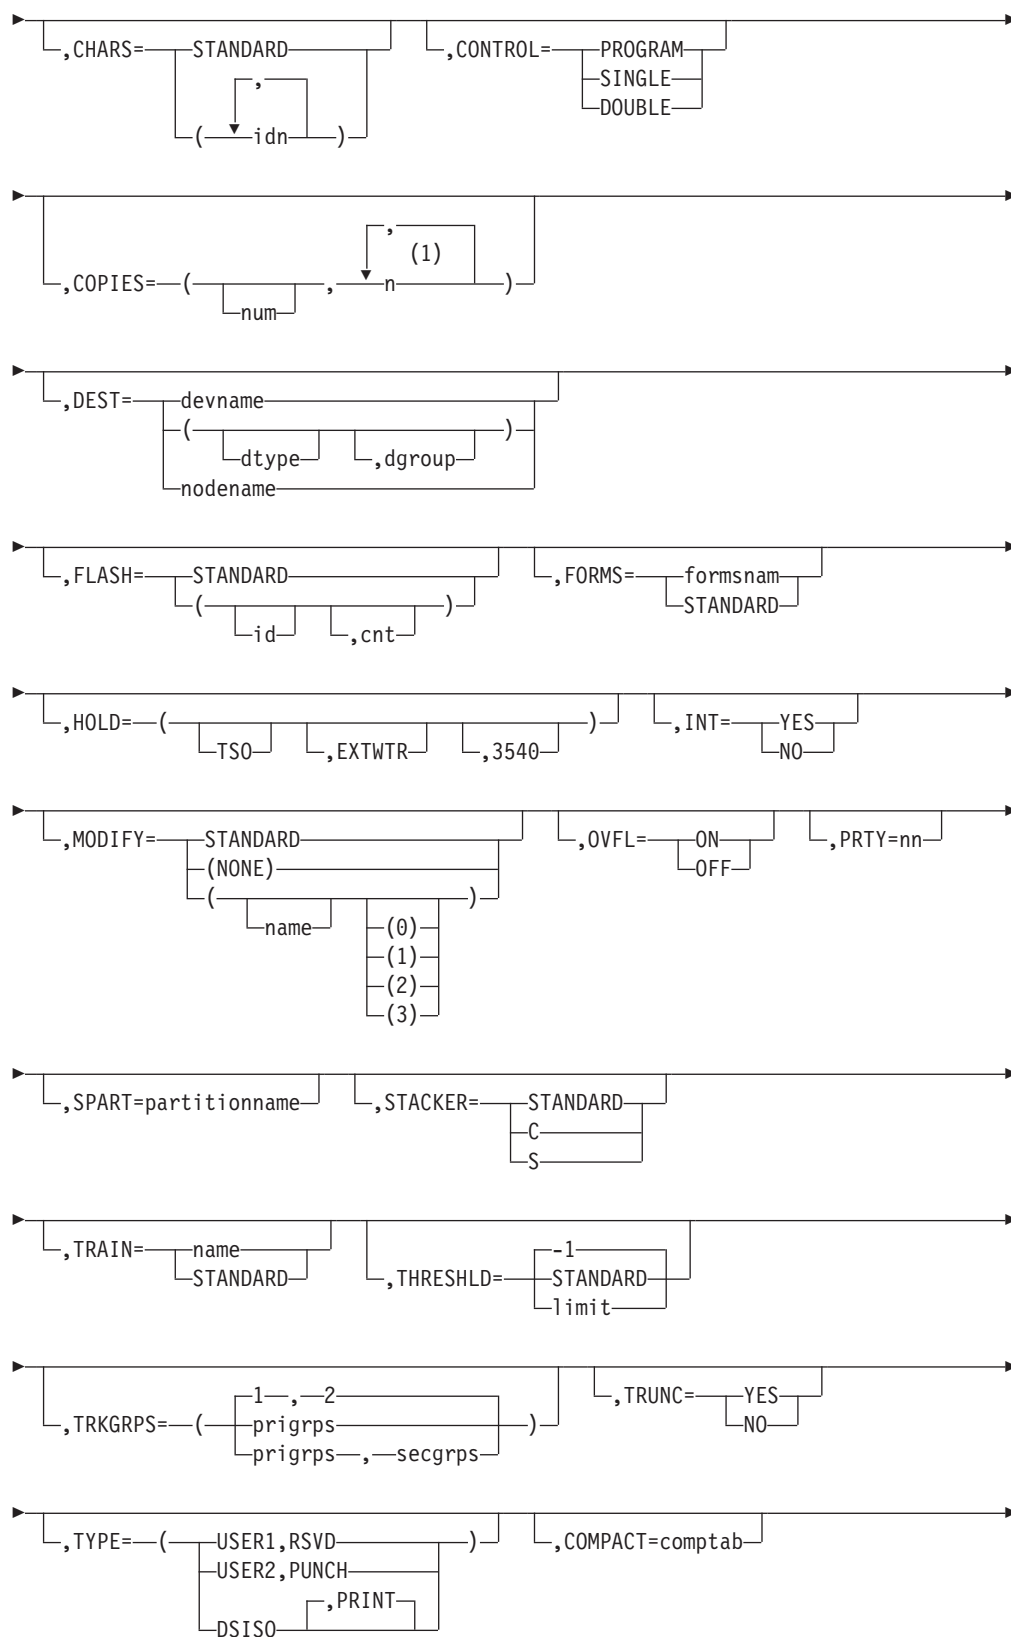 ,CHARS= STANDARD ,CONTROL= PROGRAM
, SINGLE
DOUBLE
( idn )
,
(1)
,COPIES= ( , n )
num
,DEST= devname
( )
dtype ,dgroup
nodename
,FLASH= STANDARD ,FORMS= formsnam
( ) STANDARD
id ,cnt
,HOLD= ( ) ,INT= YES
TSO ,EXTWTR ,3540 NO
,MODIFY= STANDARD ,OVFL= ON ,PRTY=nn
(NONE) OFF
( )
name (0)
(1)
(2)
(3)
,SPART=partitionname ,STACKER= STANDARD
C
S
,TRAIN= name -1
STANDARD ,THRESHLD= STANDARD
limit
1 , 2 ,TRUNC= YES
,TRKGRPS= ( prigrps ) NO
prigrps , secgrps
,TYPE= ( USER1,RSVD ) ,COMPACT=comptab
USER2,PUNCH
,PRINT
DSISO